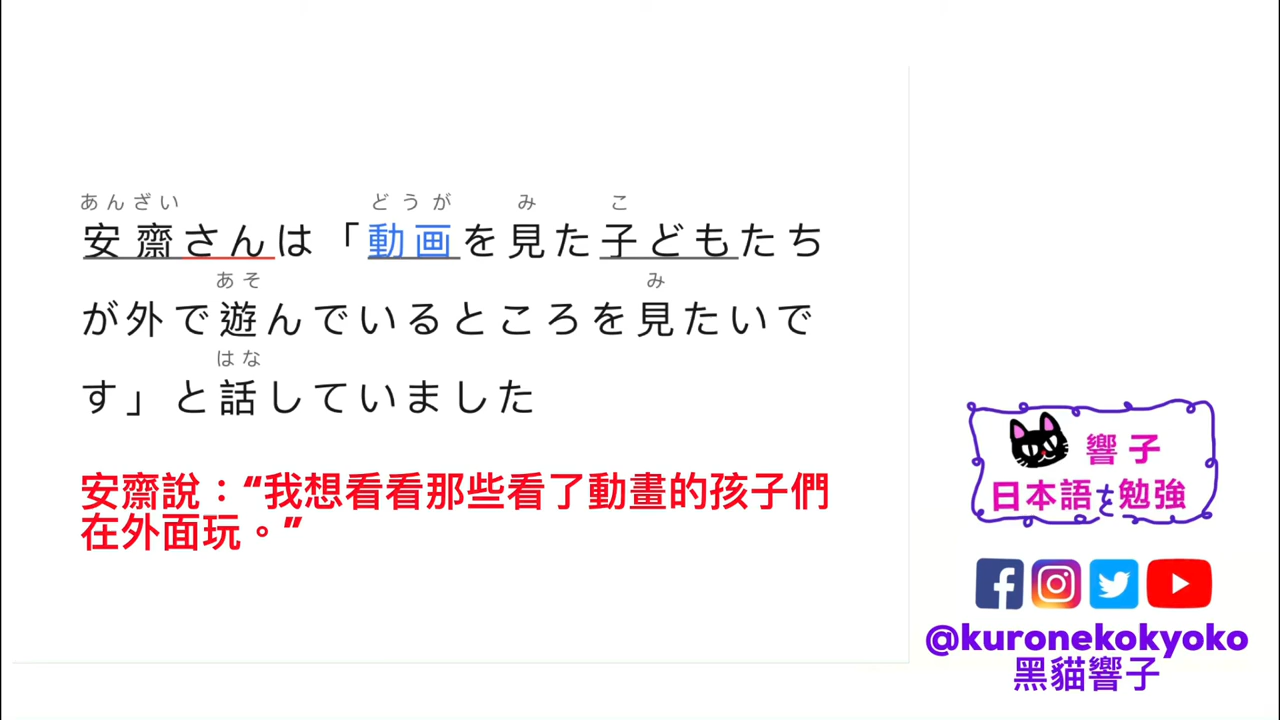 あんざい どうが み こ
安齋さんは「動画を見た子どもたち
あそ み
が外で遊んでいるところを見たいで
はな
す」と話していました
安齋說：“我想看看那些看了動畫的孩子們
在外面玩。”
響子
日本語を勉強
@kuronekokyoko
黑貓響子